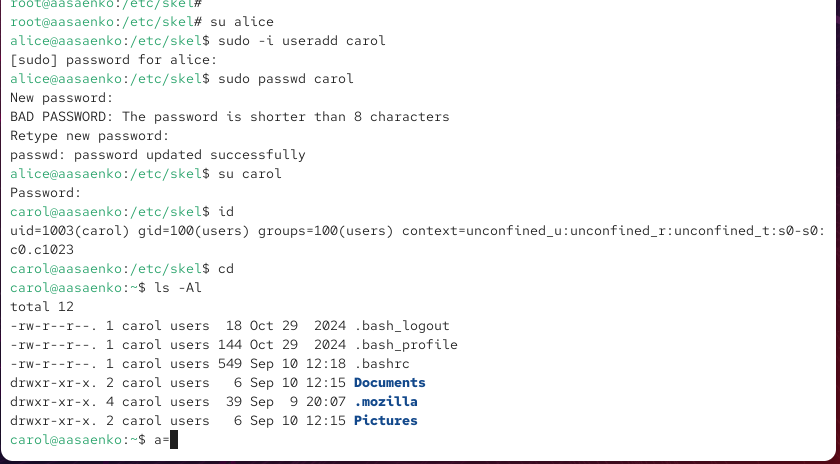 root@aasaenko:/etc/skel#
root@aasaenko:/etc/skel# su alice
alice@aasaenko:/etc/skel$ sudo -i useradd carol
[sudo] password for alice:
alice@aasaenko:/etc/skel$ sudo passwd carol
New password:
BAD PASSWORD: The password is shorter than 8 characters
Retype new password:
passwd: password updated successfully
alice@aasaenko:/etc/skel$ su carol
Password:
carol@aasaenko:/etc/skel$ id
uid=1003(carol) gid=100(users) groups=100(users) context=unconfined_u:unconfined_r:unconfined_t:s0-s0:
c0.c1023
carol@aasaenko:/etc/skel$ cd
carol@aasaenko:~$ ls -Al
total 12
-rw-r--r--. 1 carol users  18 Oct 29  2024 .bash_logout
-rw-r--r--. 1 carol users 144 Oct 29  2024 .bash_profile
-rw-r--r--. 1 carol users 549 Sep 10 12:18 .bashrc
drwxr-xr-x. 2 carol users   6 Sep 10 12:15 Documents
drwxr-xr-x. 4 carol users  39 Sep  9 20:07 .mozilla
drwxr-xr-x. 2 carol users   6 Sep 10 12:15 Pictures
carol@aasaenko:~$ a=